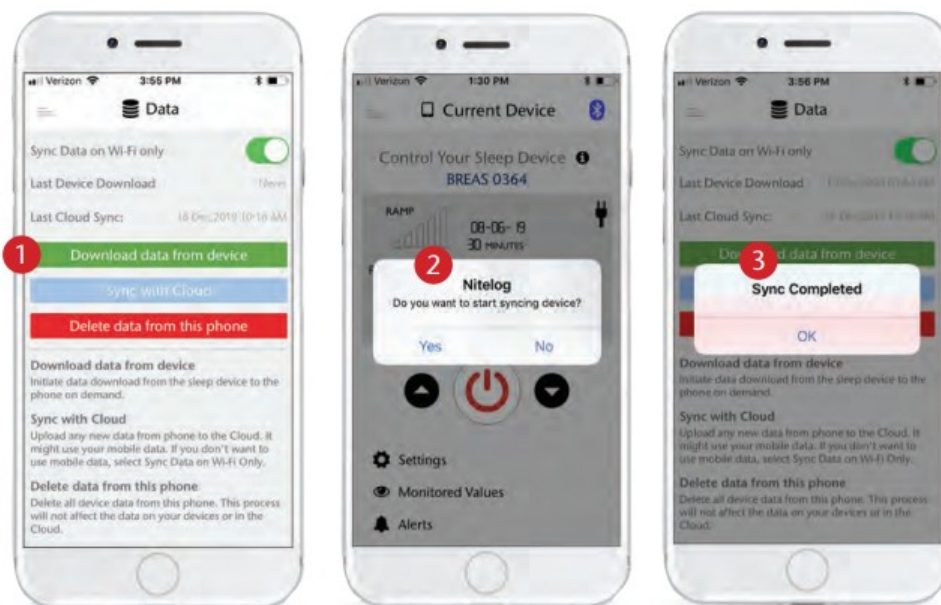 Verizon 3:55 PM
Data
Sync Data on Wi-Fi only
Last Device Download Never
Last Cloud Sync: 18 Dec,2019 10:16 AM
1
Download data from device
Sync with Cloud
Delete data from this phone
Download data from device
Initiate data download from the sleep device to the
phone on demand.
Sync with Cloud
Upload any new data from phone to the Cloud. It
might use your mobile data. If you don't want to
use mobile data, select Sync Data on Wi-Fi Only.
Delete data from this phone
Delete all device data from this phone. This process
will not affect the data on your devices or in the
Cloud.
Verizon 1:30 PM
Current Device
Control Your Sleep Device
BREAS 0364
RAMP
08-06-19
30 MINUTES
2
Nitelog
Do you want to start syncing device?
Yes No
Settings
Monitored Values
Alerts
Verizon 3:56 PM
Data
Sync Data on Wi-Fi only
Last Device Download
Last Cloud Sync:
Download data from device
3
Sync Completed
OK
Download data from device
Initiate data download from the sleep device to the
phone on demand.
Sync with Cloud
Upload any new data from phone to the Cloud. It
might use your mobile data. If you don't want to
use mobile data, select Sync Data on Wi-Fi Only.
Delete data from this phone
Delete all device data from this phone. This process
will not affect the data on your devices or in the
Cloud.